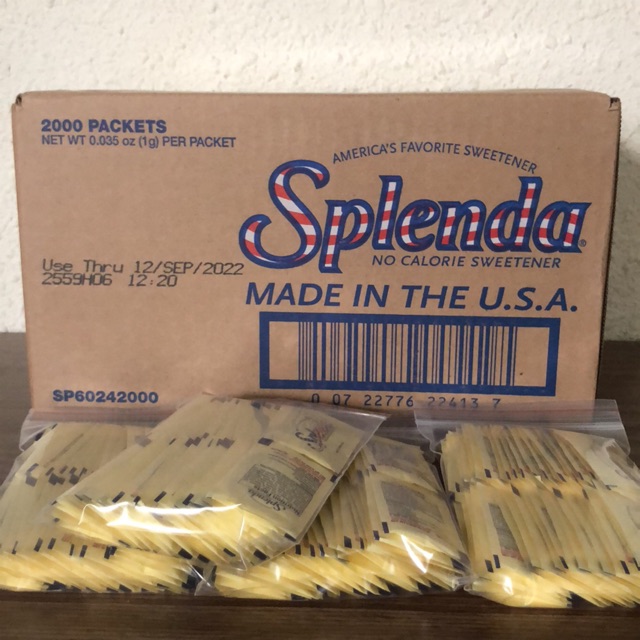 2000 PACKETS
NET WT 0.035 oz (1g) PER PACKET
AMERICA'S FAVORITE SWEETENER
Splenda®
NO CALORIE SWEETENER
MADE IN THE U.S.A.
Use Thru 12/SEP/2022
2559H06 12:20
0 07 22776 22413 7
SP60242000
Splenda